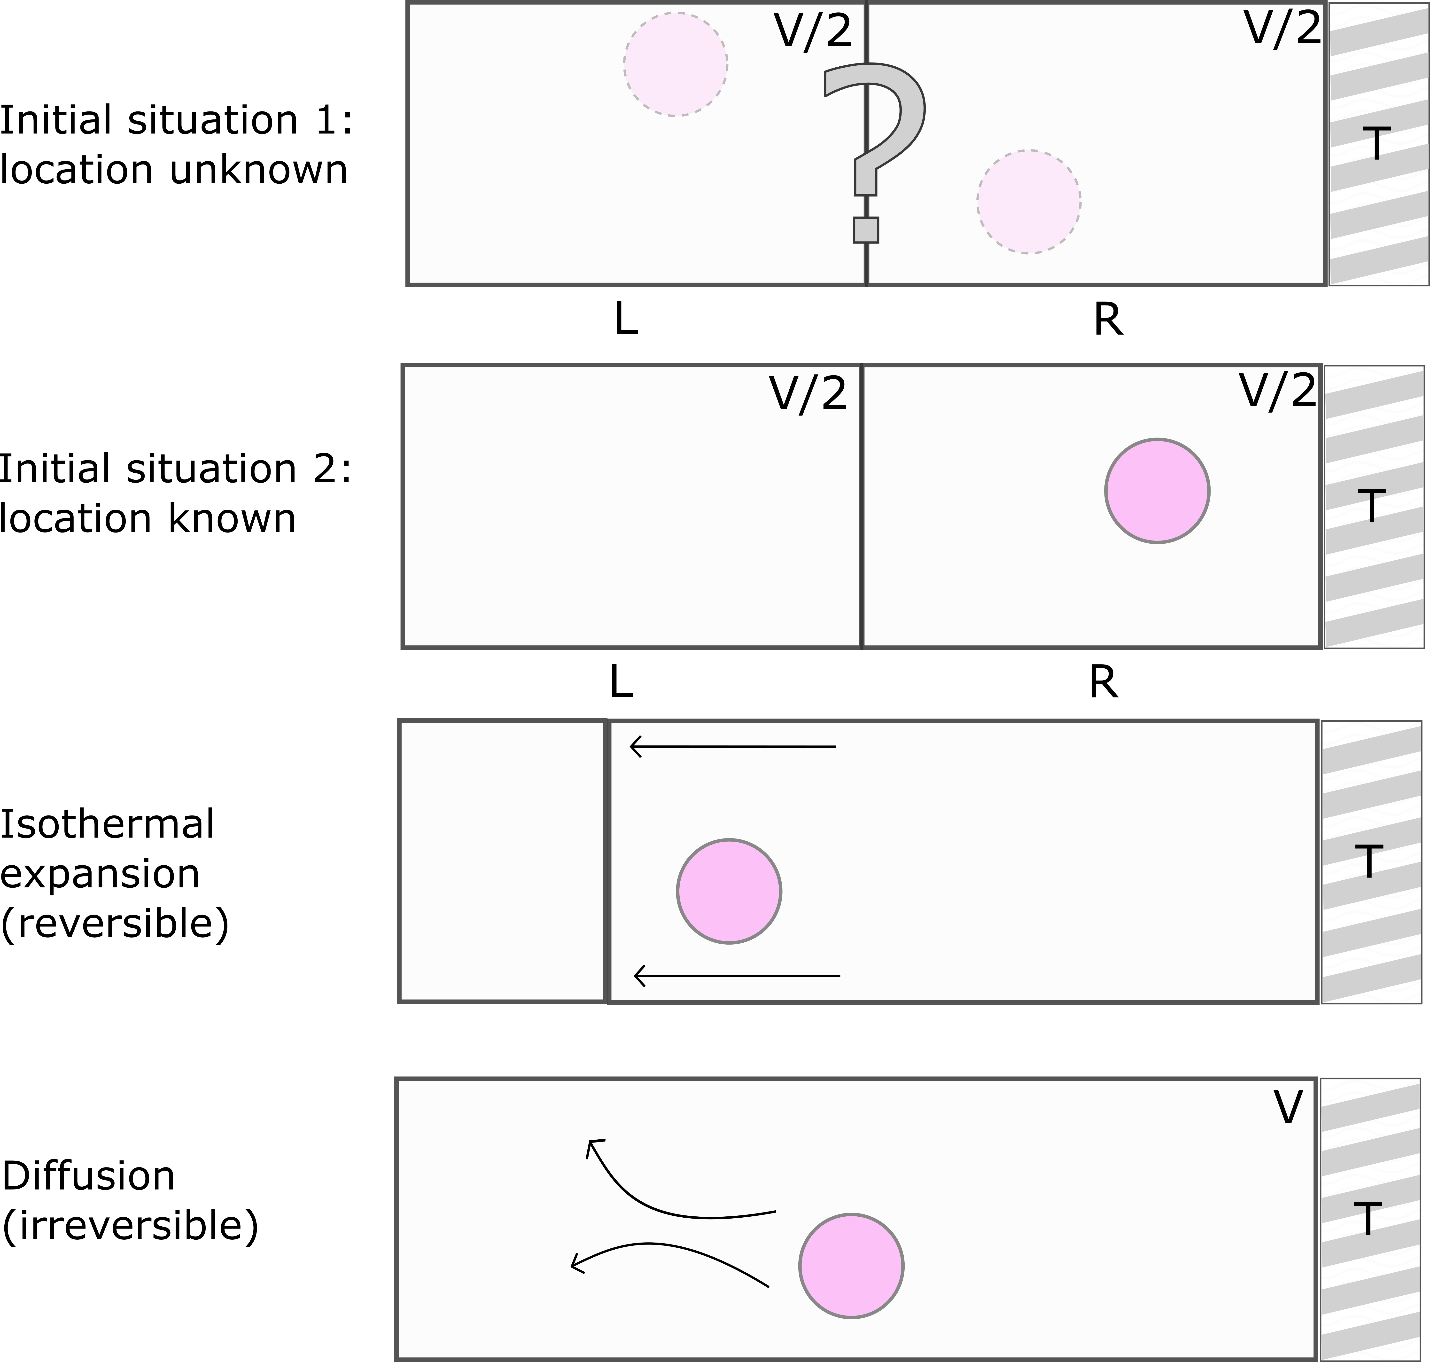 V/2
V/2
Initial situation 1:
location unknown
?
T
L
R
V/2
V/2
Initial situation 2:
location known
T
L
R
Isothermal
expansion
(reversible)
T
V
Diffusion
(irreversible)
T